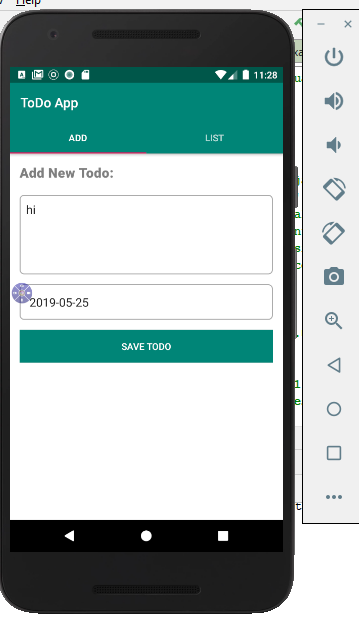 Help
11:28
ToDo App
ADD
LIST
Add New Todo:
hi
2019-05-25
SAVE TODO